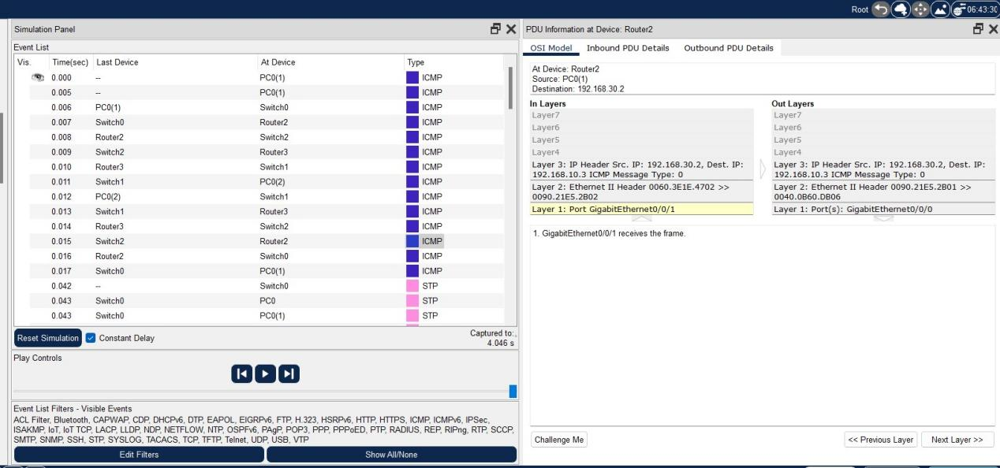 Root 06:43:30
Simulation Panel
Event List
Vis. Time(sec) Last Device At Device Type
0.000 -- PC0(1) ICMP
0.005 -- PC0(1) ICMP
0.006 PC0(1) Switch0 ICMP
0.007 Switch0 Router2 ICMP
0.008 Router2 Switch2 ICMP
0.009 Switch2 Router3 ICMP
0.010 Router3 Switch1 ICMP
0.011 Switch1 PC0(2) ICMP
0.012 PC0(2) Switch1 ICMP
0.013 Switch1 Router3 ICMP
0.014 Router3 Switch2 ICMP
0.015 Switch2 Router2 ICMP
0.016 Router2 Switch0 ICMP
0.017 Switch0 PC0(1) ICMP
0.042 -- Switch0 STP
0.043 Switch0 PC0 STP
0.043 Switch0 PC0(1) STP
Reset Simulation Constant Delay
Captured to:
4.046 s
Play Controls
Event List Filters - Visible Events
ACL Filter, Bluetooth, CAPWAP, CDP, DHCPv6, DTP, EAPOL, EIGRPv6, FTP, H.323, HSRPv6, HTTP, HTTPS, ICMP, ICMPv6, IPSec,
ISAKMP, IoT, IoT TCP, LACP, LLDP, NDP, NETFLOW, NTP, OSPFv6, PAgP, POP3, PPP, PPPoED, PTP, RADIUS, REP, RIPng, RTP, SCCP,
SMTP, SNMP, SSH, STP, SYSLOG, TACACS, TCP, TFTP, Telnet, UDP, USB, VTP
Edit Filters Show All/None
PDU Information at Device: Router2
OSI Model Inbound PDU Details Outbound PDU Details
At Device: Router2
Source: PC0(1)
Destination: 192.168.30.2
In Layers
Layer7
Layer6
Layer5
Layer4
Layer 3: IP Header Src. IP: 192.168.30.2, Dest. IP:
192.168.10.3 ICMP Message Type: 0
Layer 2: Ethernet II Header 0060.3E1E.4702 >>
0090.21E5.2B02
Layer 1: Port GigabitEthernet0/0/1
Out Layers
Layer7
Layer6
Layer5
Layer4
Layer 3: IP Header Src. IP: 192.168.30.2, Dest. IP:
192.168.10.3 ICMP Message Type: 0
Layer 2: Ethernet II Header 0090.21E5.2B01 >>
0040.0B60.DB06
Layer 1: Port(s): GigabitEthernet0/0/0
1. GigabitEthernet0/0/1 receives the frame.
Challenge Me << Previous Layer Next Layer >>